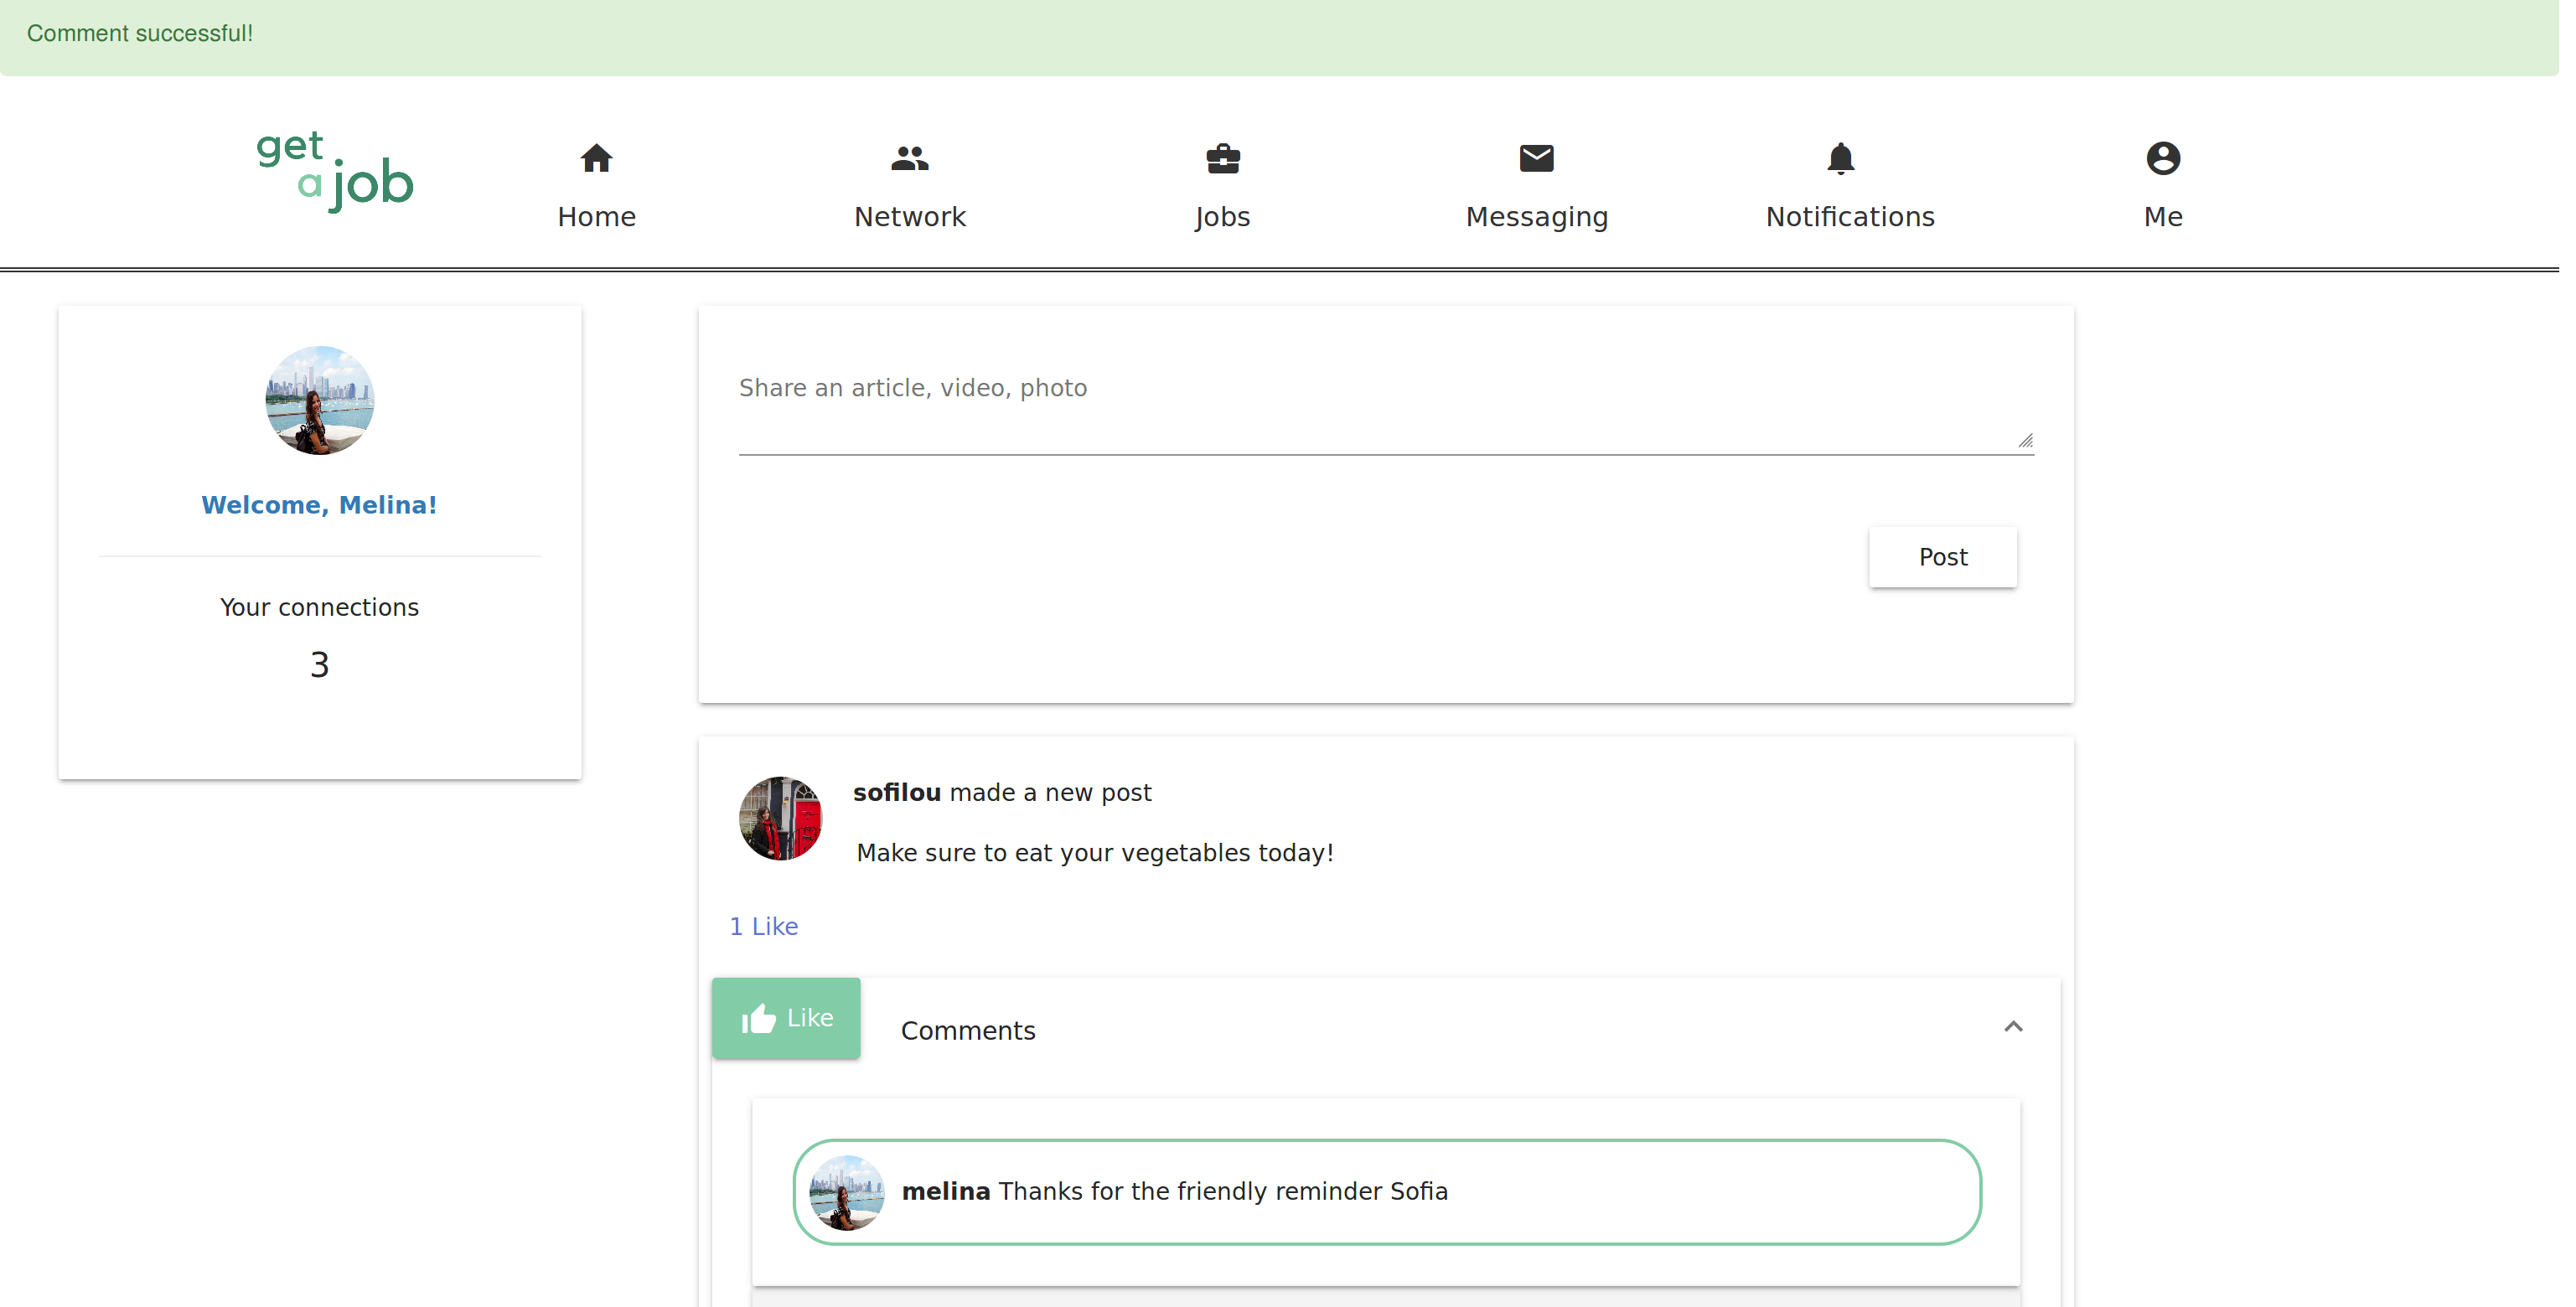 Comment successful!
get
a job
Home
Network
Jobs
Messaging
Notifications
Me
Welcome, Melina!
Your connections
3
Share an article, video, photo
Post
sofilou made a new post
Make sure to eat your vegetables today!
1 Like
Like
Comments
melina Thanks for the friendly reminder Sofia